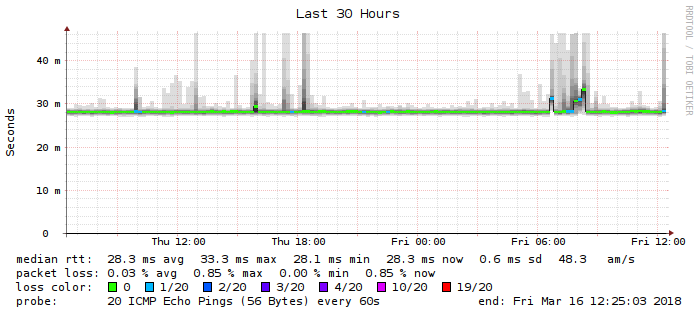 Last 30 Hours
RRDTOOL / TOBI OETIKER
Seconds
40 m
30 m
20 m
10 m
0
Thu 12:00 Thu 18:00 Fri 00:00 Fri 06:00 Fri 12:00
median rtt: 28.3 ms avg 33.3 ms max 28.1 ms min 28.3 ms now 0.6 ms sd 48.3 am/s
packet loss: 0.03 % avg 0.85 % max 0.00 % min 0.85 % now
loss color: 0 1/20 2/20 3/20 4/20 10/20 19/20
probe: 20 ICMP Echo Pings (56 Bytes) every 60s end: Fri Mar 16 12:25:03 2018